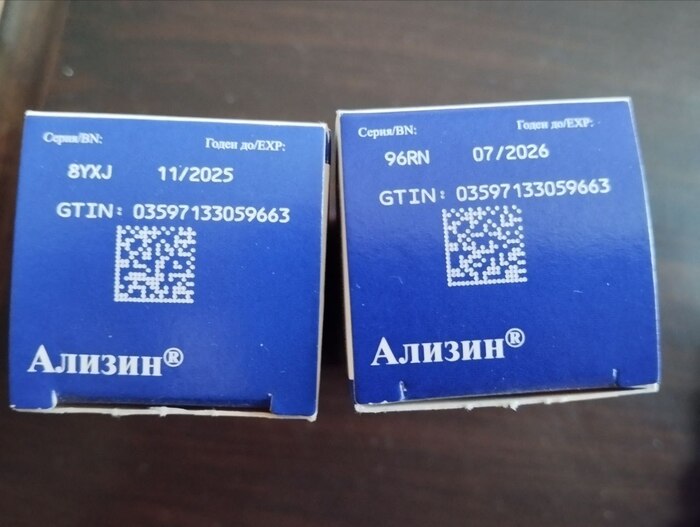 Серия/BN: Годен до/EXP:
8YXJ 11/2025
GTIN: 03597133059663
Ализин®
Серия/BN: Годен до/EXP:
96RN 07/2026
GTIN: 03597133059663
Ализин®